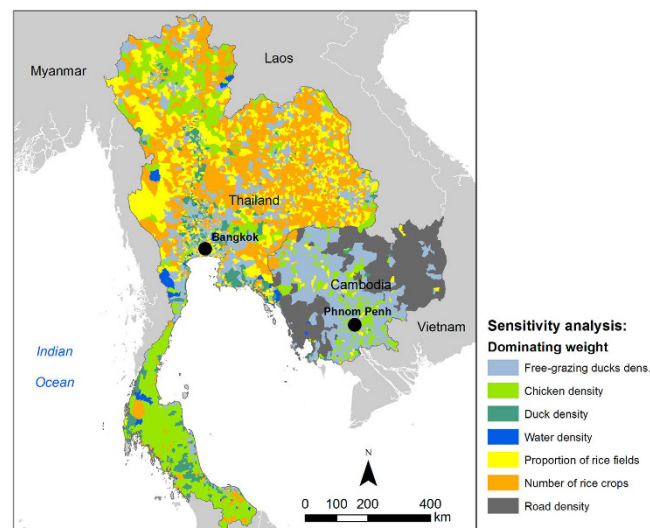 Myanmar
Laos
Thailand
Bangkok
Cambodia
Phnom Penh
Vietnam
Indian
Ocean
N
0 100 200 400
km
Sensitivity analysis:
Dominating weight
Free-grazing ducks dens.
Chicken density
Duck density
Water density
Proportion of rice fields
Number of rice crops
Road density